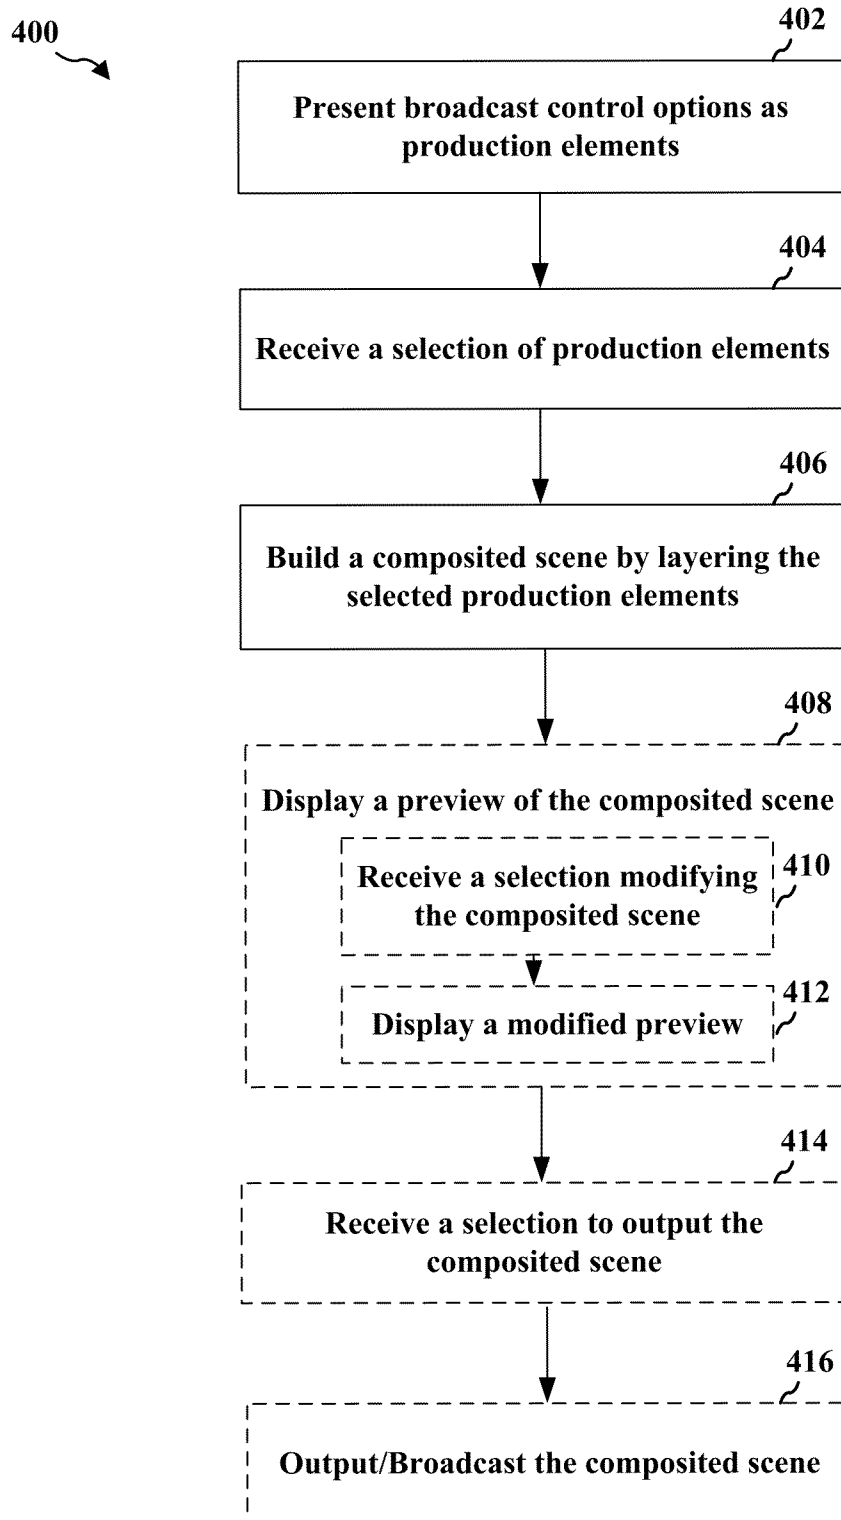 400
402
Present broadcast control options as
production elements
404
Receive a selection of production elements
406
Build a composited scene by layering the
selected production elements
408
Display a preview of the composited scene
410
Receive a selection modifying
the composited scene
412
Display a modified preview
414
Receive a selection to output the
composited scene
416
Output/Broadcast the composited scene